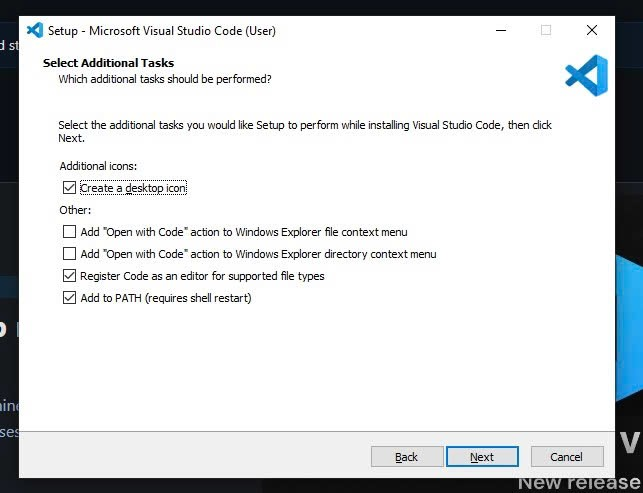 Setup - Microsoft Visual Studio Code (User)
Select Additional Tasks
Which additional tasks should be performed?
Select the additional tasks you would like Setup to perform while installing Visual Studio Code, then click
Next.
Additional icons:
Create a desktop icon
Other:
Add "Open with Code" action to Windows Explorer file context menu
Add "Open with Code" action to Windows Explorer directory context menu
Register Code as an editor for supported file types
Add to PATH (requires shell restart)
Back Next Cancel
New release